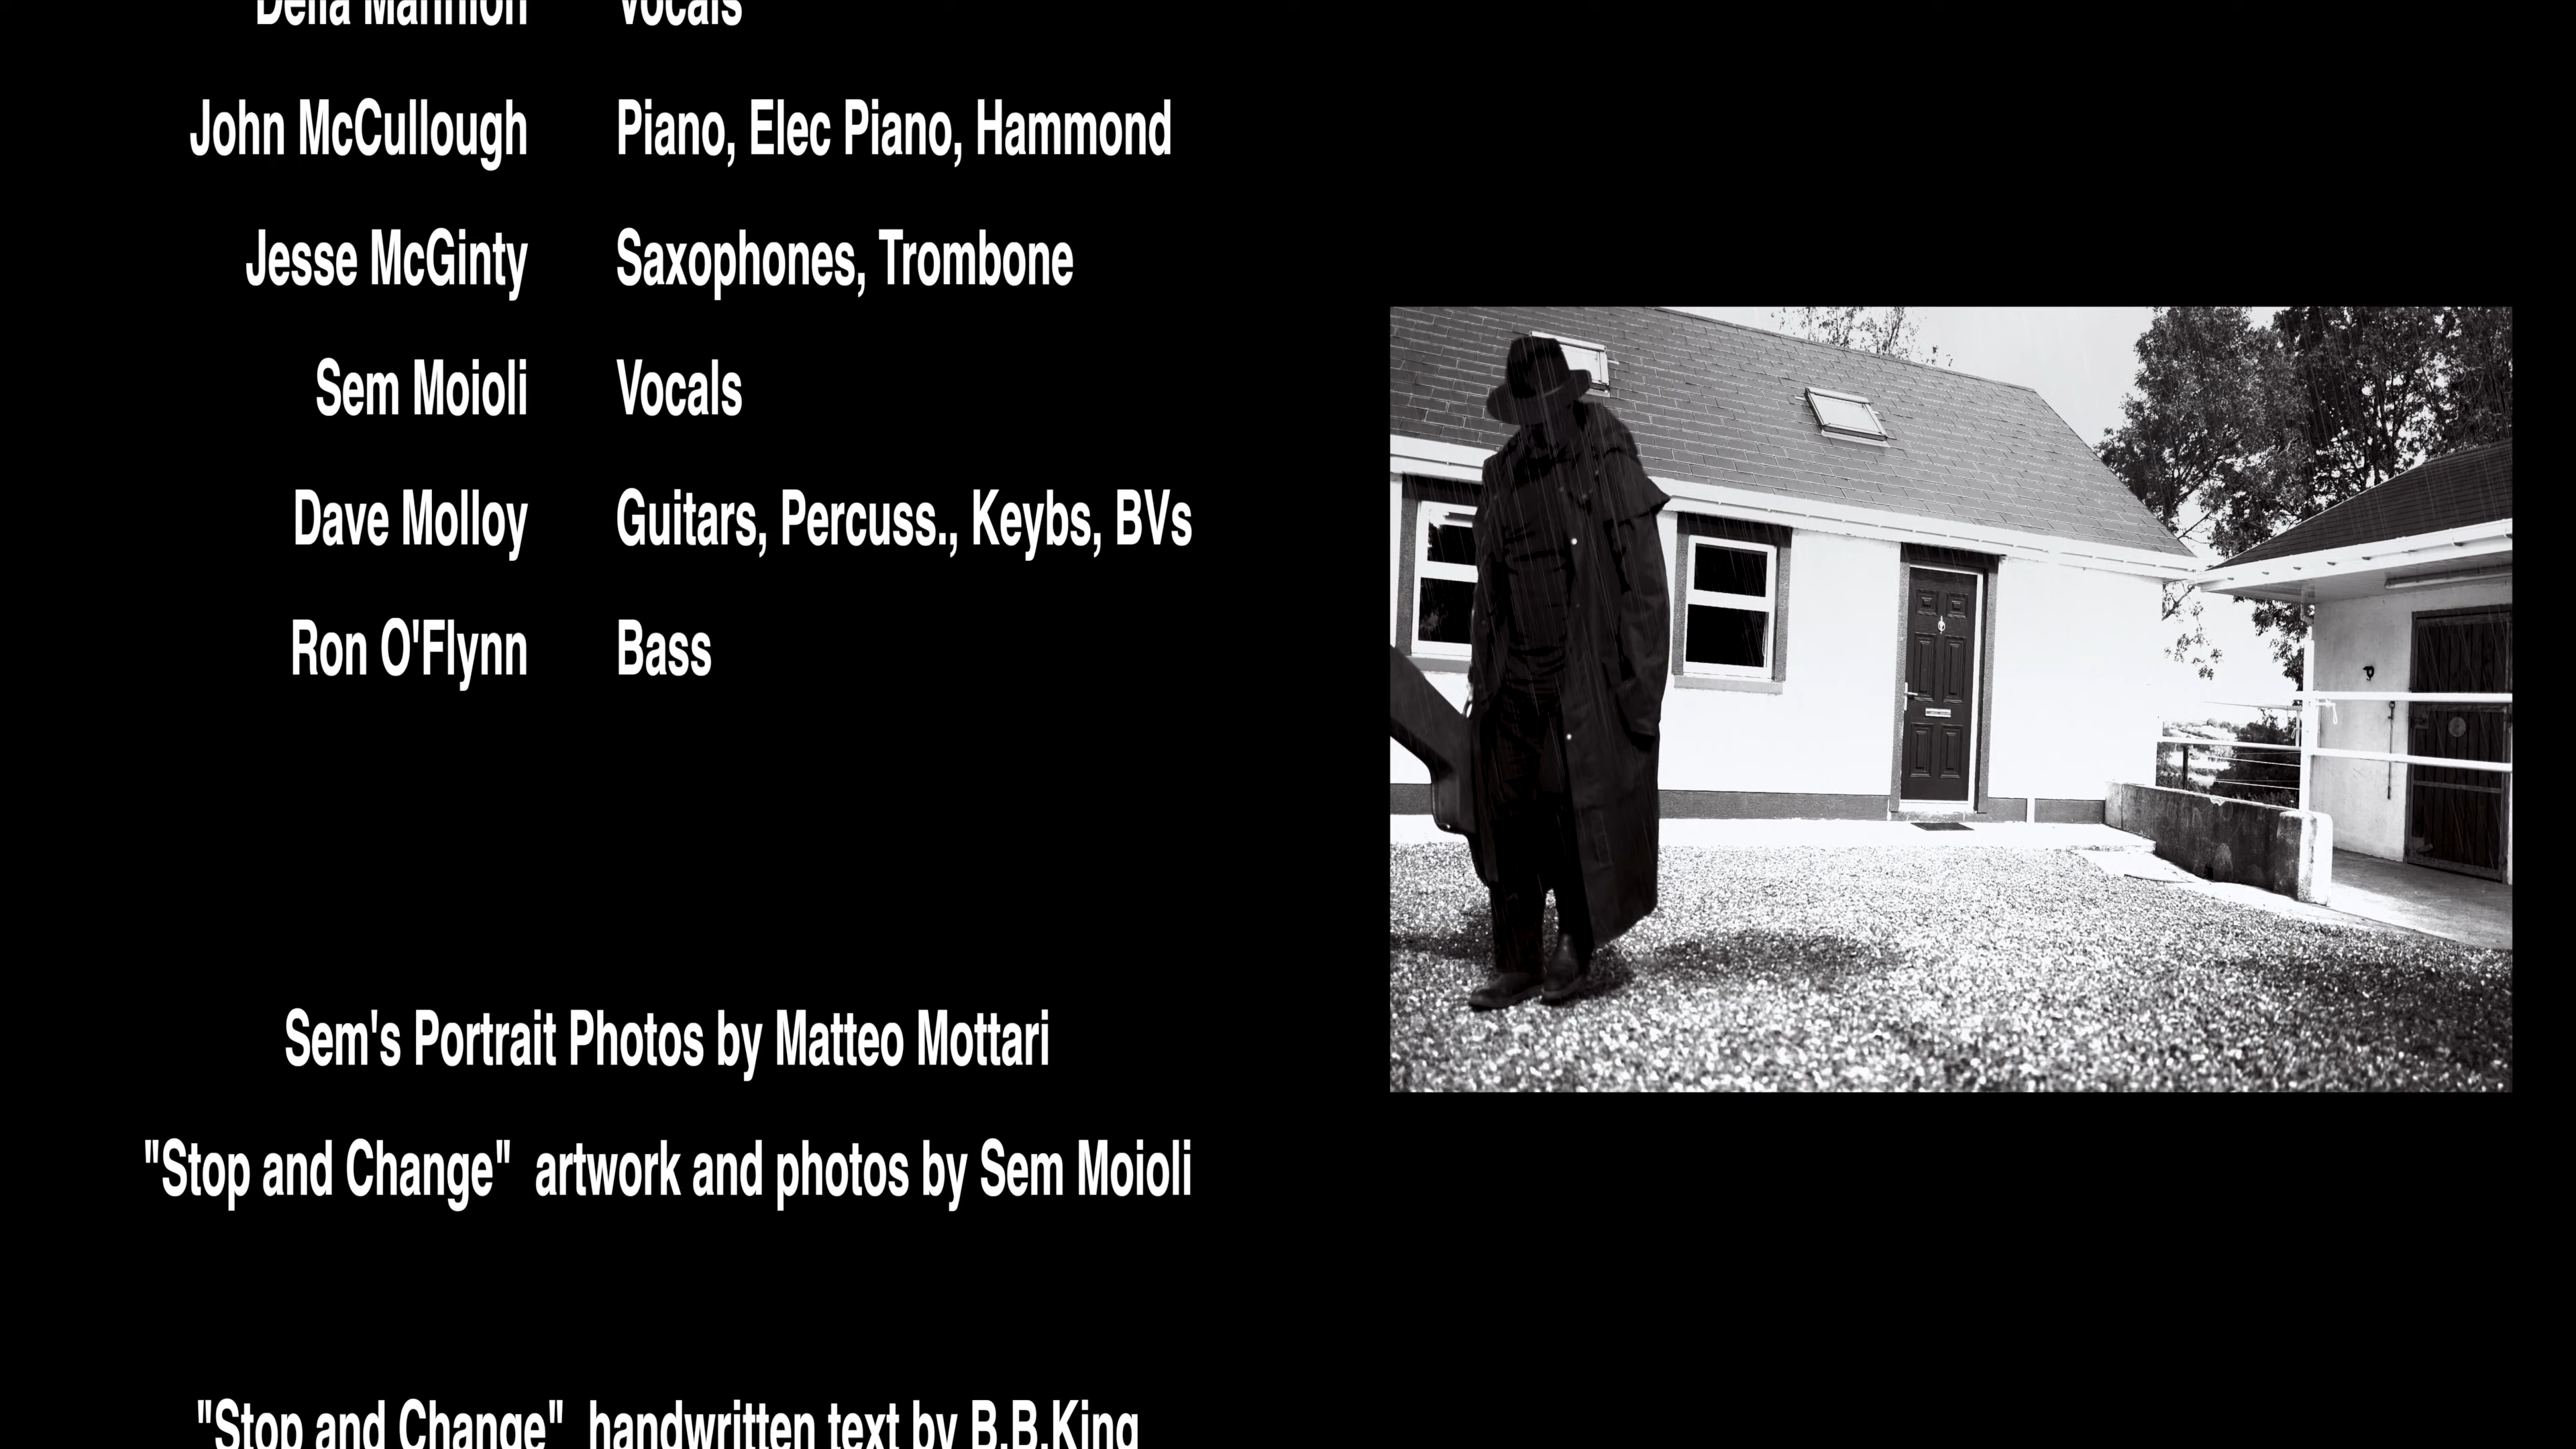 Vocals
John McCullough Piano, Elec Piano, Hammond
Jesse McGinty Saxophones, Trombone
Sem Moioli Vocals
Dave Molloy Guitars, Percuss., Keybs, BVs
Ron O'Flynn Bass
Sem's Portrait Photos by Matteo Mottari
"Stop and Change" artwork and photos by Sem Moioli
"Stop and Change" handwritten text by B.B.King